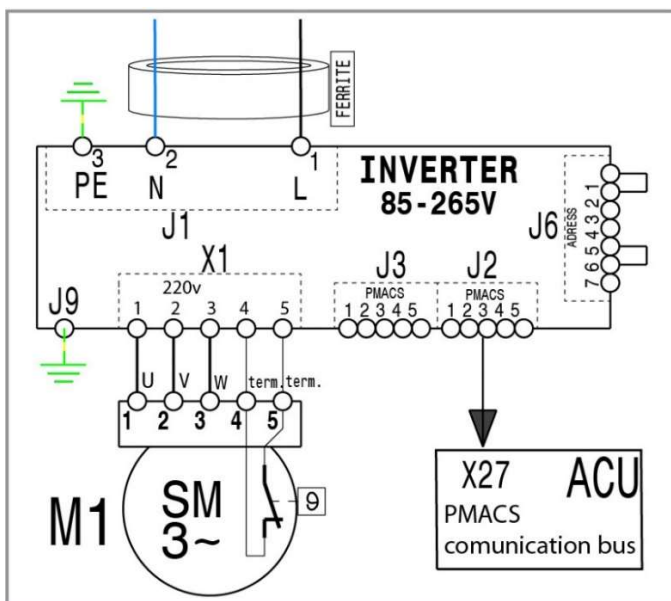 FERRITE
3 2 1
PE N L
INVERTER
85-265V
J1
J6
ADRESS
1
2
3
4
5
6
7
X1
220v
J9
1 2 3 4 5
J3
PMACS
1 2 3 4 5
J2
PMACS
1 2 3 4 5
U V W term. term.
1 2 3 4 5
M1
SM
3~
9
X27 ACU
PMACS
comunication bus